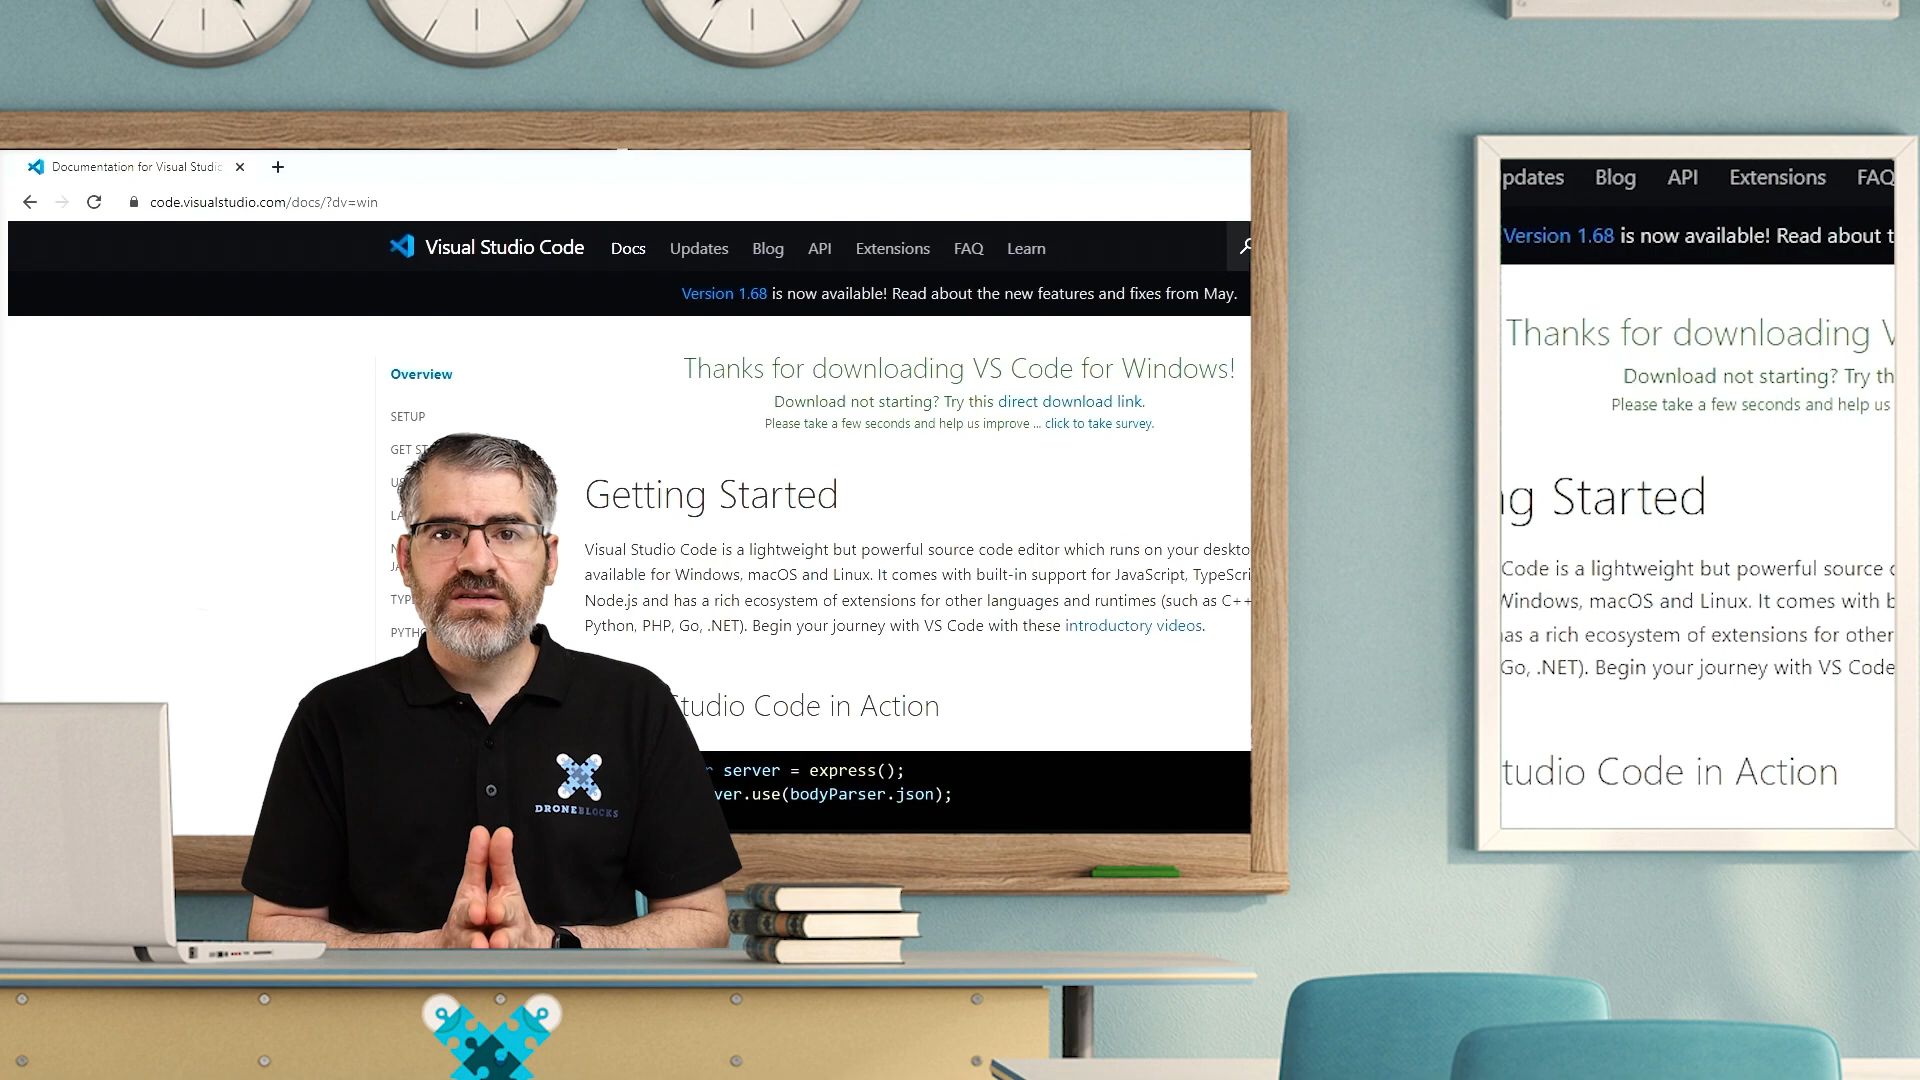 Documentation for Visual Studio
code.visualstudio.com/docs/?dv=win
Visual Studio Code Docs Updates Blog API Extensions FAQ Learn
Version 1.68 is now available! Read about the new features and fixes from May.
Overview
SETUP
GET
Thanks for downloading VS Code for Windows!
Download not starting? Try this direct download link.
Please take a few seconds and help us improve ... click to take survey.
Getting Started
Visual Studio Code is a lightweight but powerful source code editor which runs on your deskto
available for Windows, macOS and Linux. It comes with built-in support for JavaScript, TypeScri
Node.js and has a rich ecosystem of extensions for other languages and runtimes (such as C++
Python, PHP, Go, .NET). Begin your journey with VS Code with these introductory videos.
tudio Code in Action
server = express();
ver.use(bodyParser.json);
DRONEBLOCKS
pdates Blog API Extensions FAQ
Version 1.68 is now available! Read about t
Thanks for downloading V
Download not starting? Try th
Please take a few seconds and help us
ng Started
Code is a lightweight but powerful source c
Windows, macOS and Linux. It comes with b
as a rich ecosystem of extensions for other
Go, .NET). Begin your journey with VS Code
tudio Code in Action